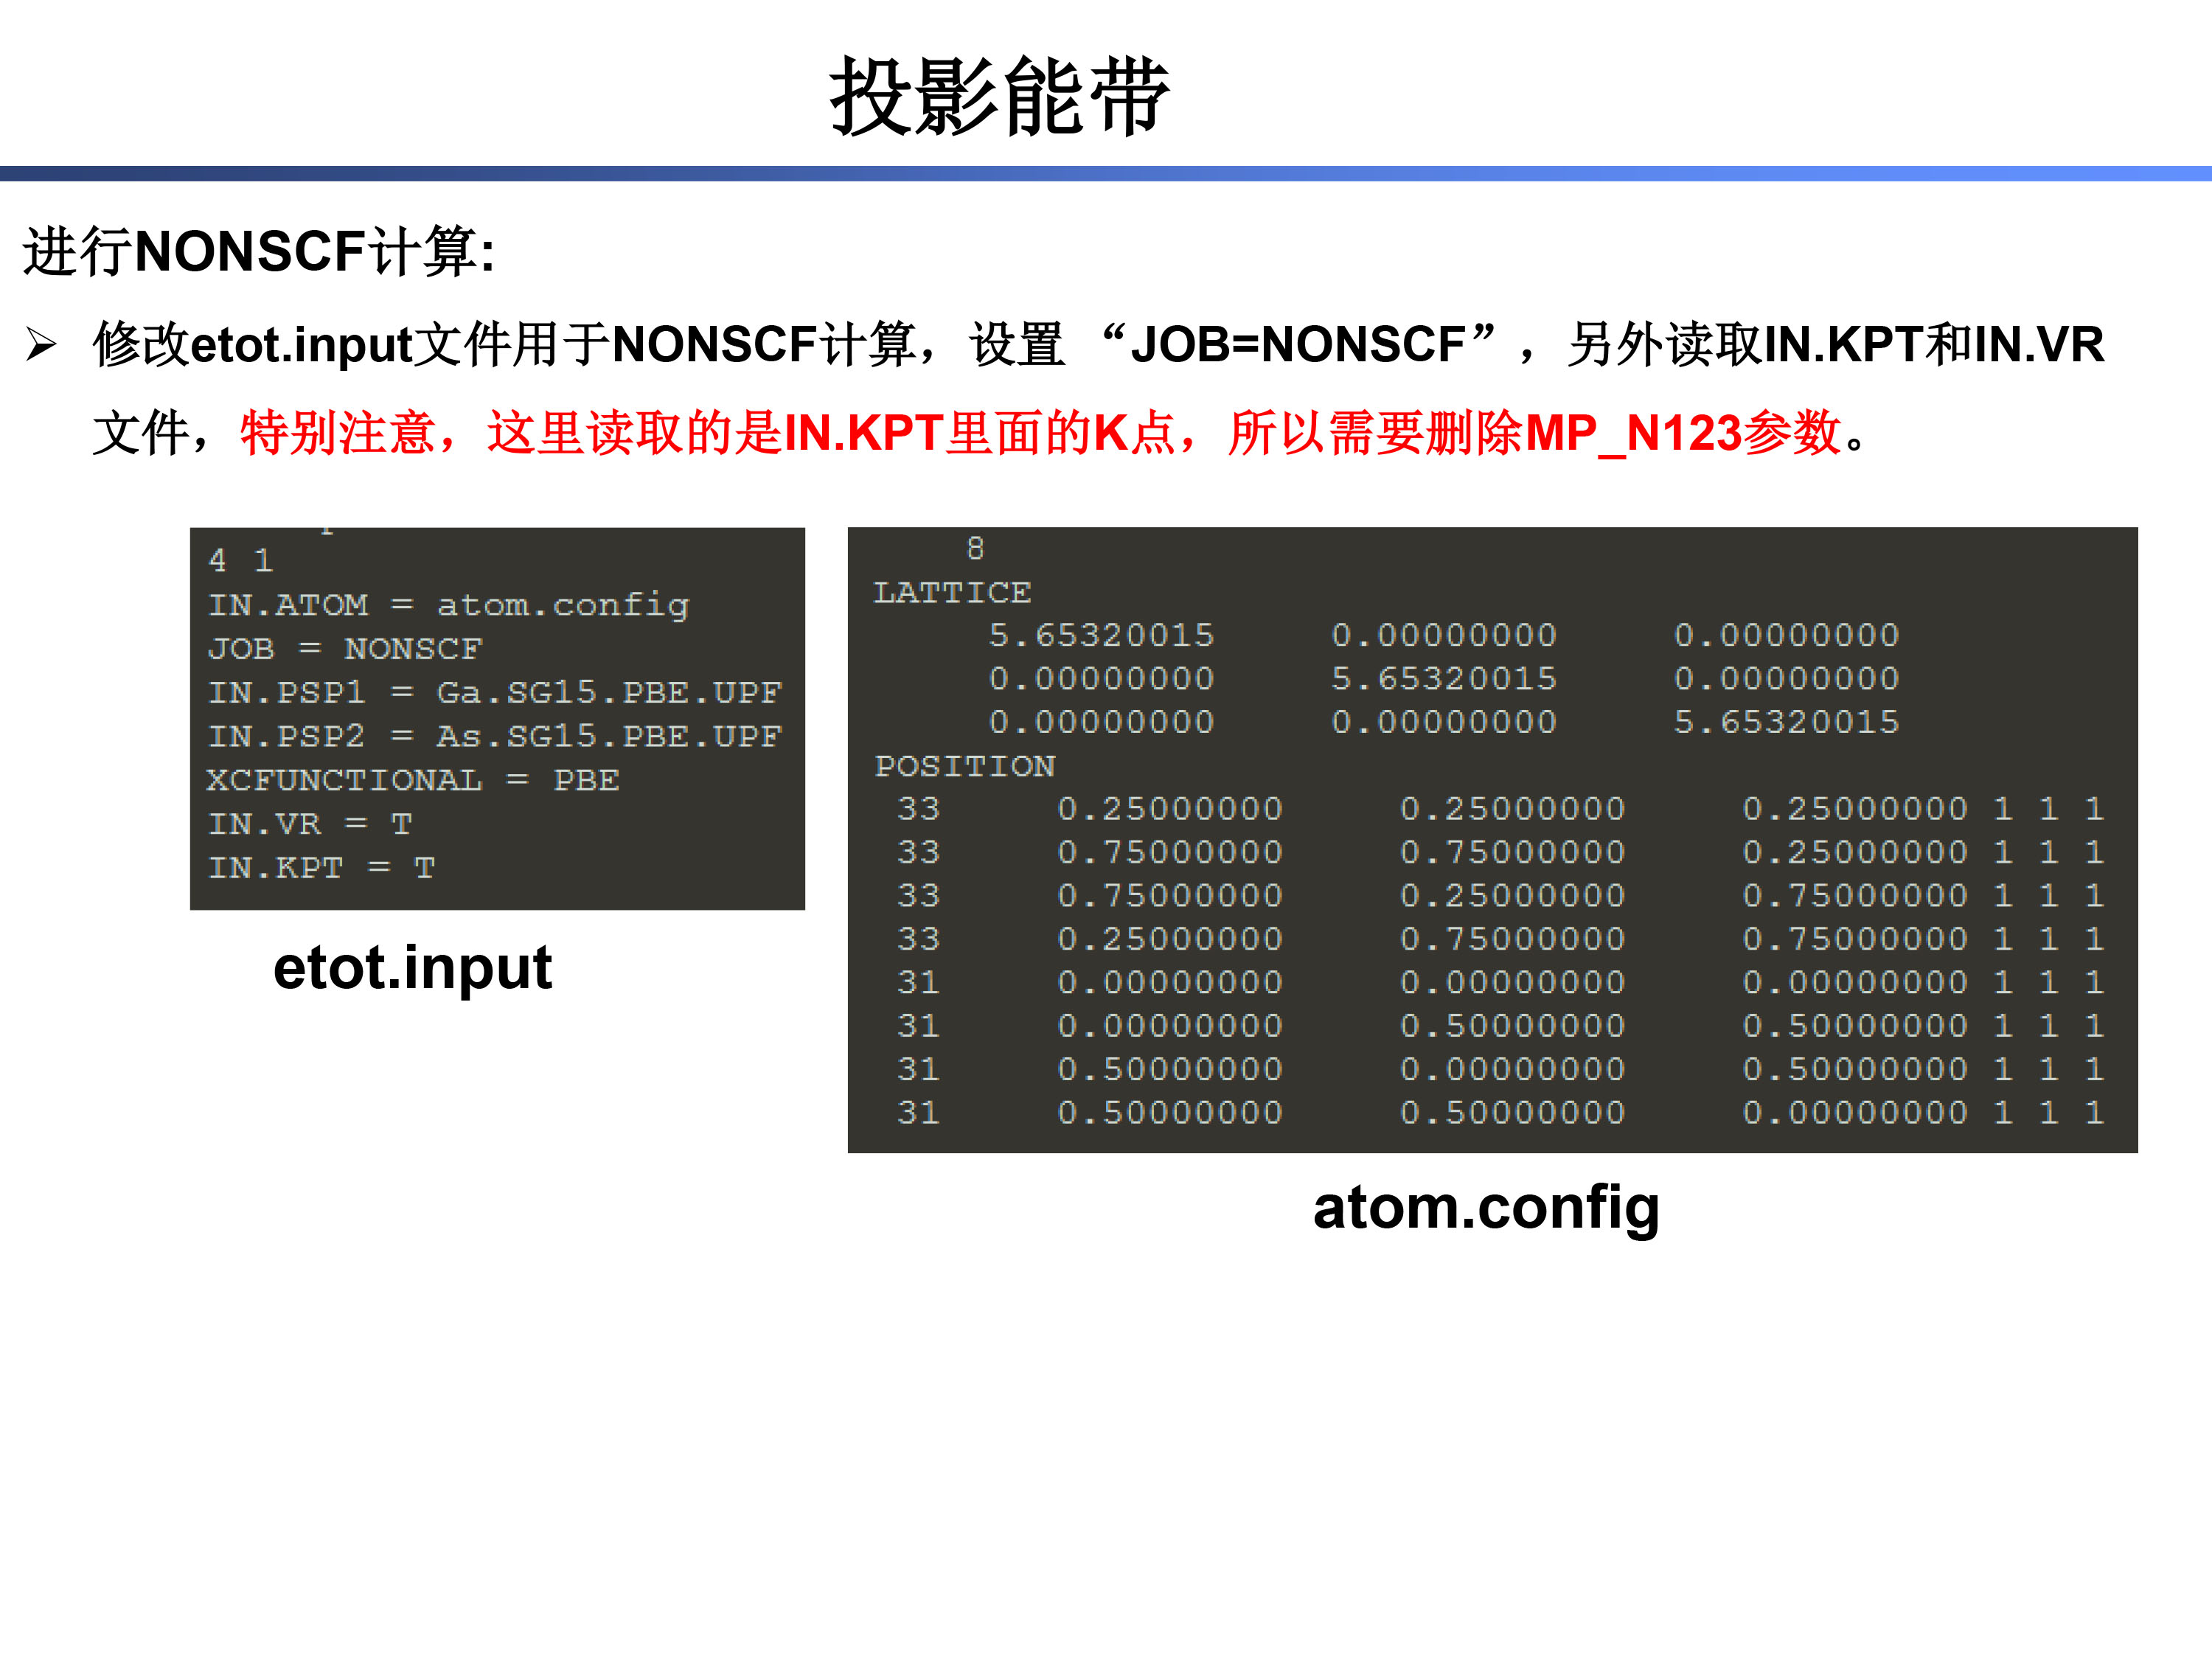 投影能带
进行NONSCF计算:
➢ 修改etot.input文件用于NONSCF计算，设置 “JOB=NONSCF”，另外读取IN.KPT和IN.VR
文件，特别注意，这里读取的是IN.KPT里面的K点，所以需要删除MP_N123参数。
4 1
IN.ATOM = atom.config
JOB = NONSCF
IN.PSP1 = Ga.SG15.PBE.UPF
IN.PSP2 = As.SG15.PBE.UPF
XCFUNCTIONAL = PBE
IN.VR = T
IN.KPT = T
etot.input
8
LATTICE
5.65320015 0.00000000 0.00000000
0.00000000 5.65320015 0.00000000
0.00000000 0.00000000 5.65320015
POSITION
33 0.25000000 0.25000000 0.25000000 1 1 1
33 0.75000000 0.75000000 0.25000000 1 1 1
33 0.75000000 0.25000000 0.75000000 1 1 1
33 0.25000000 0.75000000 0.75000000 1 1 1
31 0.00000000 0.00000000 0.00000000 1 1 1
31 0.00000000 0.50000000 0.50000000 1 1 1
31 0.50000000 0.00000000 0.50000000 1 1 1
31 0.50000000 0.50000000 0.00000000 1 1 1
atom.config